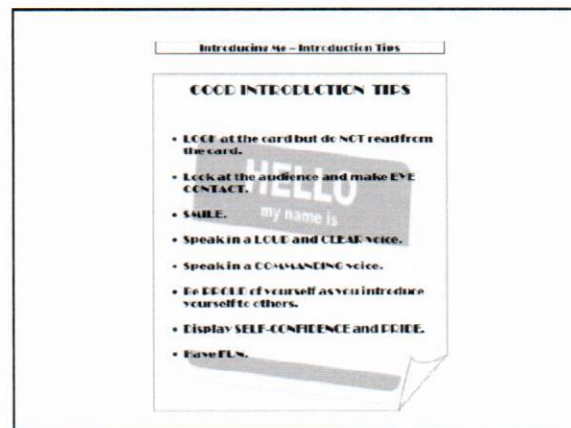 Introducing Me – Introduction Tips
GOOD INTRODUCTION TIPS
• LOOK at the card but do NOT read from
the card.
HELLO
my name is
• Look at the audience and make EYE
CONTACT.
• SMILE.
• Speak in a LOUD and CLEAR voice.
• Speak in a COMMANDING voice.
• Be PROUD of yourself as you introduce
yourself to others.
• Display SELF-CONFIDENCE and PRIDE.
• Have FUN.